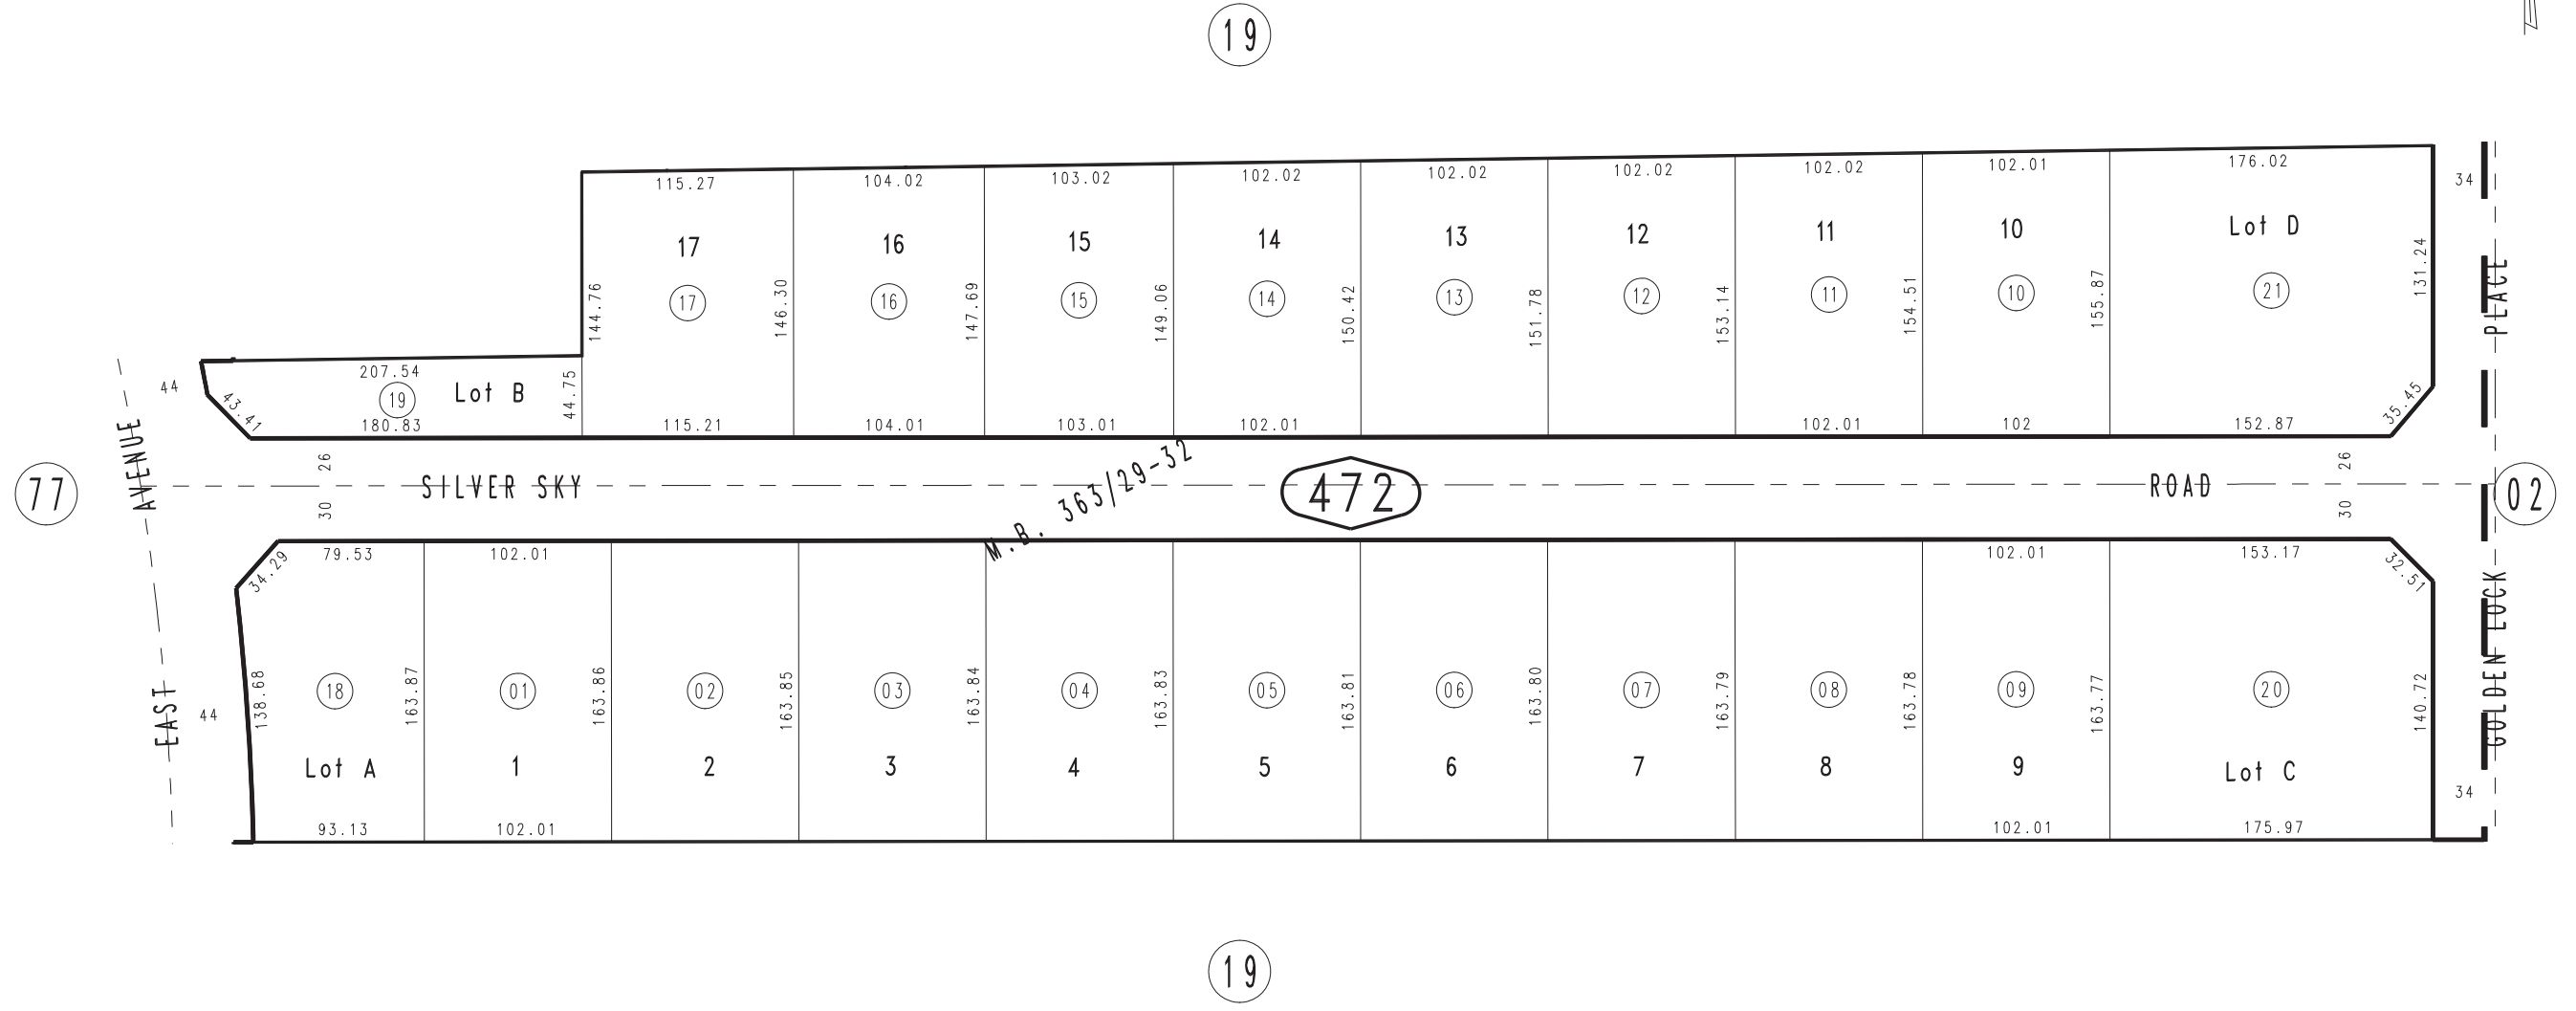 19
115.27 104.02 103.02 102.02 102.02 102.02 102.02 102.01 176.02 34
17 16 15 14 13 12 11 10 Lot D
17 16 15 14 13 12 11 10 21
144.76 146.30 147.69 149.06 150.42 151.78 153.14 154.51 155.87 131.24
PLACE
44 207.54
19 Lot B 44.75
43.41 180.83 115.21 104.01 103.01 102.01 102.01 102 152.87 35.45
26 26
77 EAST AVENUE SILVER SKY M.B. 363/29-32 472 ROAD 02
30 30
34.29 79.53 102.01 102.01 153.17 32.51
GOLDEN LOCK
18 01 02 03 04 05 06 07 08 09 20
44 138.68 163.87 163.86 163.85 163.84 163.83 163.81 163.80 163.79 163.78 163.77 140.72
Lot A 1 2 3 4 5 6 7 8 9 Lot C
34
93.13 102.01 102.01 175.97
19